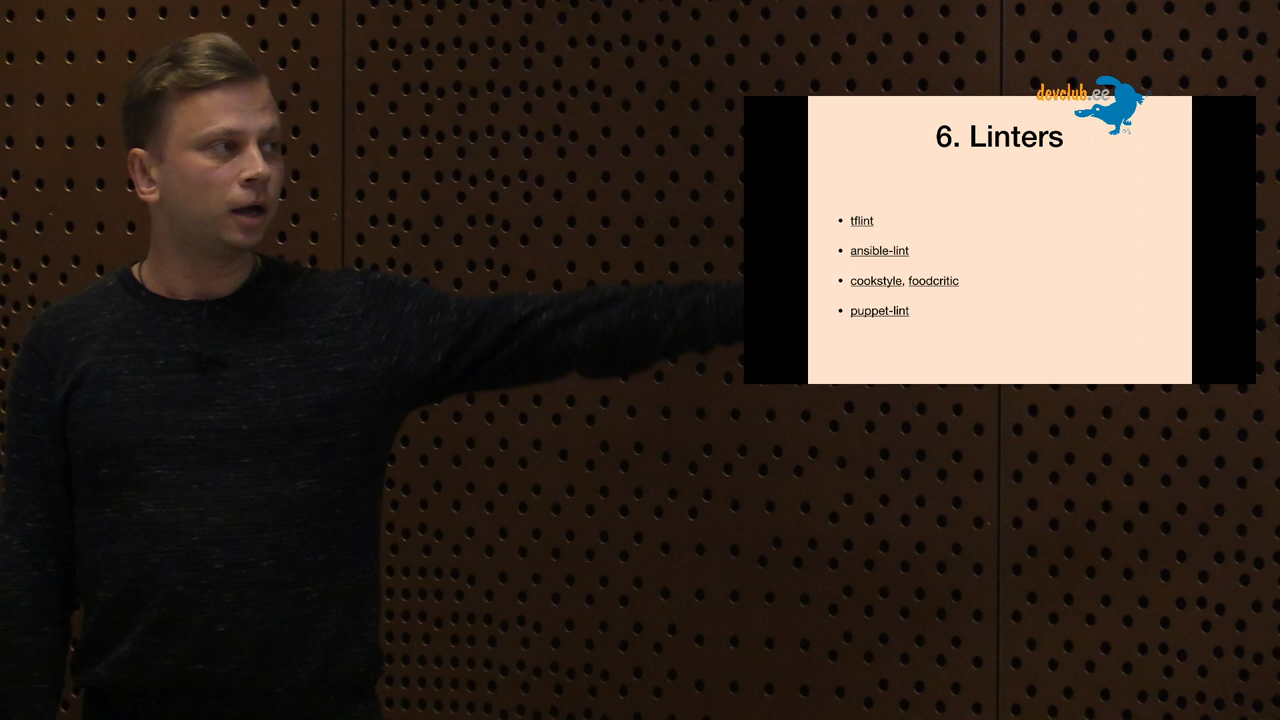 devclub.ee
6. Linters
• tflint
• ansible-lint
• cookstyle, foodcritic
• puppet-lint